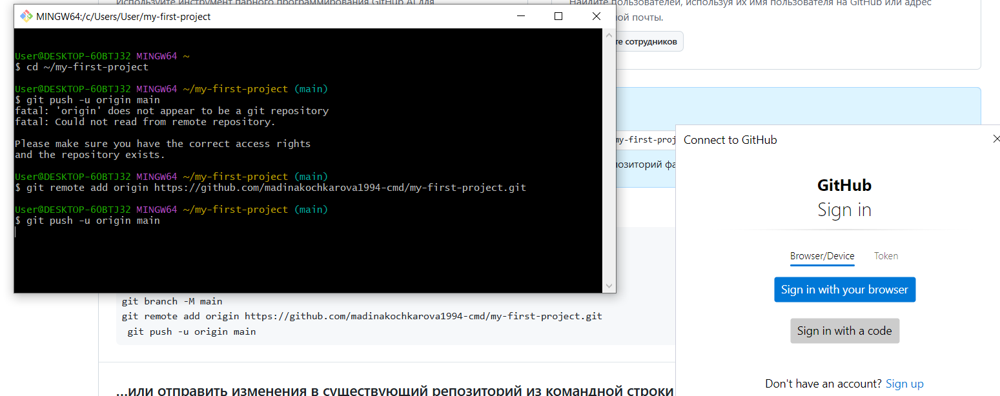 Используйте инструмент парного программирования GitHub AI для
Найдите пользователей, используя их имя пользователя на GitHub или адрес
ной почты.
те сотрудников
MINGW64:/c/Users/User/my-first-project
User@DESKTOP-6OBTJ32 MINGW64 ~
$ cd ~/my-first-project
User@DESKTOP-6OBTJ32 MINGW64 ~/my-first-project (main)
$ git push -u origin main
fatal: 'origin' does not appear to be a git repository
fatal: Could not read from remote repository.
Please make sure you have the correct access rights
and the repository exists.
User@DESKTOP-6OBTJ32 MINGW64 ~/my-first-project (main)
$ git remote add origin https://github.com/madinakochkarova1994-cmd/my-first-project.git
User@DESKTOP-6OBTJ32 MINGW64 ~/my-first-project (main)
$ git push -u origin main
my-first-proj
позиторий фа
git branch -M main
git remote add origin https://github.com/madinakochkarova1994-cmd/my-first-project.git
git push -u origin main
...или отправить изменения в существующий репозиторий из командной строки
Connect to GitHub
GitHub
Sign in
Browser/Device Token
Sign in with your browser
Sign in with a code
Don't have an account? Sign up